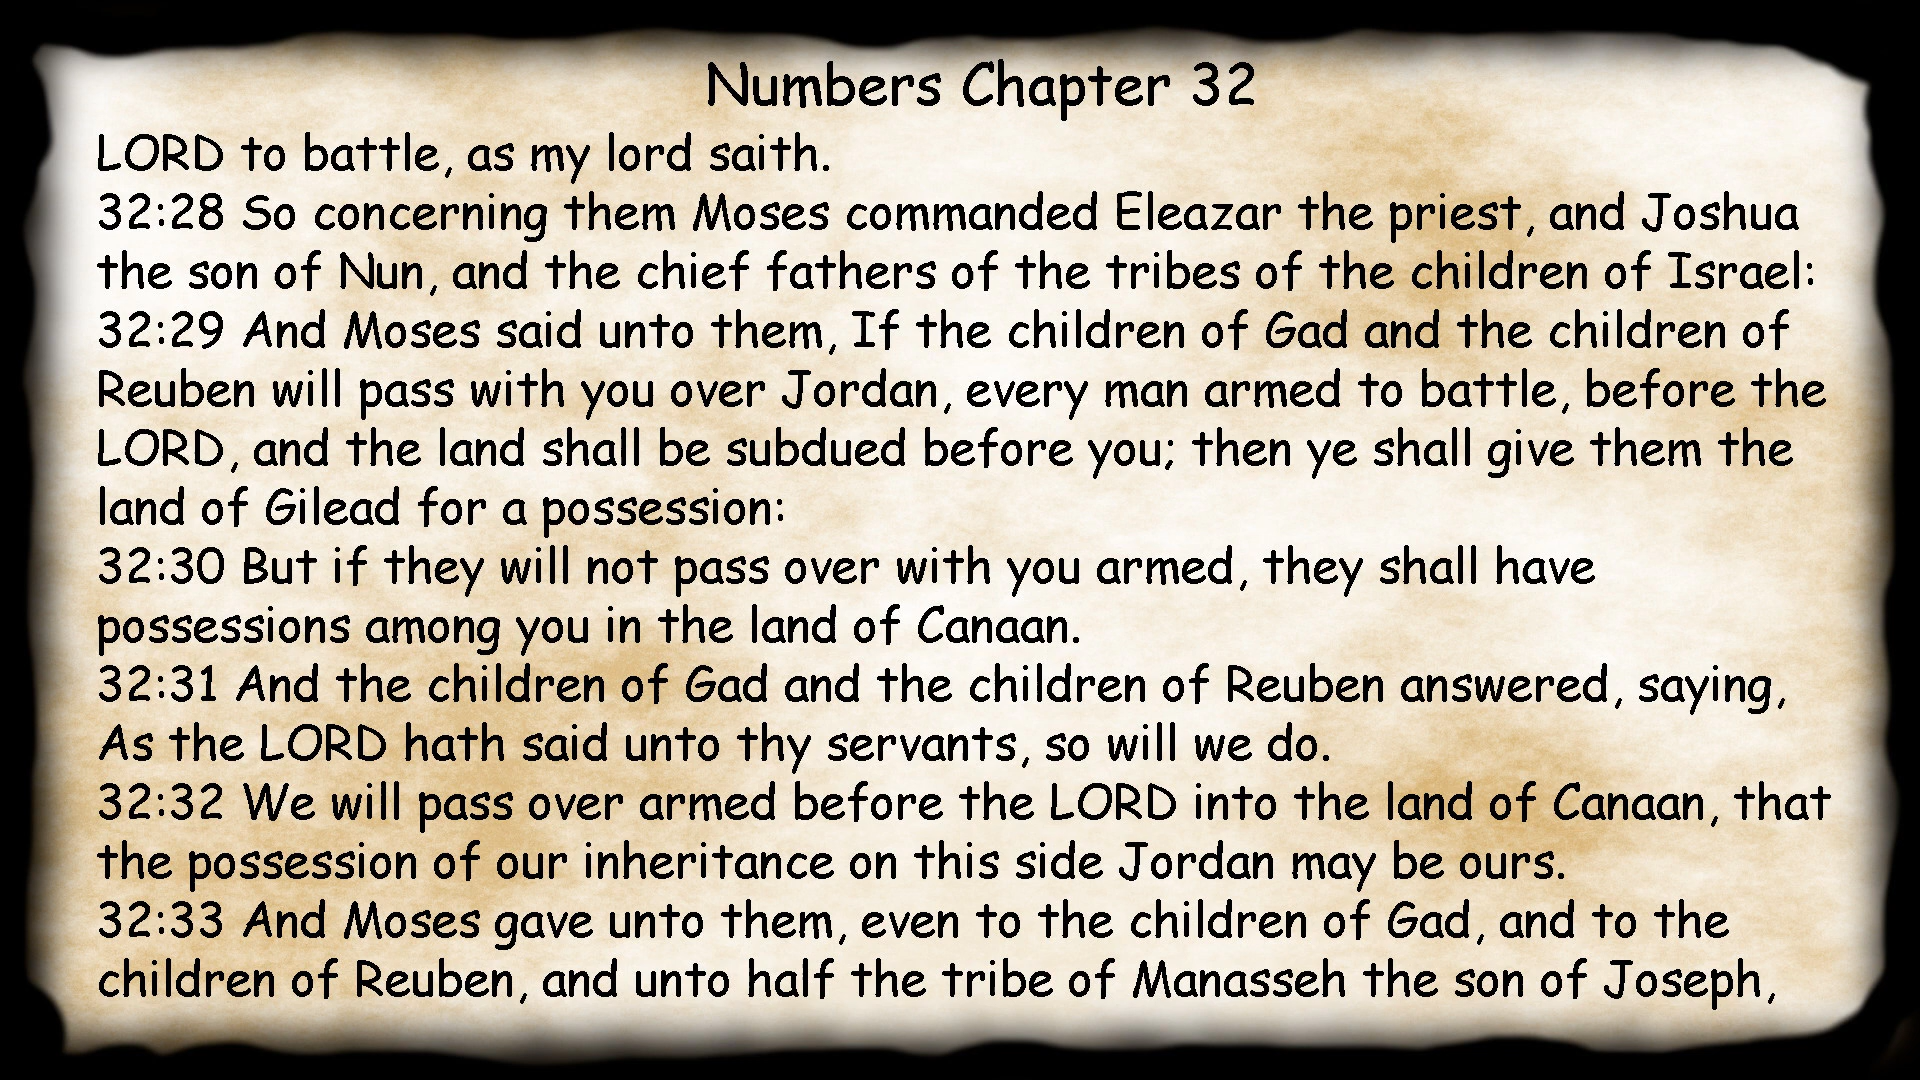 Numbers Chapter 32
LORD to battle, as my lord saith.
32:28 So concerning them Moses commanded Eleazar the priest, and Joshua
the son of Nun, and the chief fathers of the tribes of the children of Israel:
32:29 And Moses said unto them, If the children of Gad and the children of
Reuben will pass with you over Jordan, every man armed to battle, before the
LORD, and the land shall be subdued before you; then ye shall give them the
land of Gilead for a possession:
32:30 But if they will not pass over with you armed, they shall have
possessions among you in the land of Canaan.
32:31 And the children of Gad and the children of Reuben answered, saying,
As the LORD hath said unto thy servants, so will we do.
32:32 We will pass over armed before the LORD into the land of Canaan, that
the possession of our inheritance on this side Jordan may be ours.
32:33 And Moses gave unto them, even to the children of Gad, and to the
children of Reuben, and unto half the tribe of Manasseh the son of Joseph,